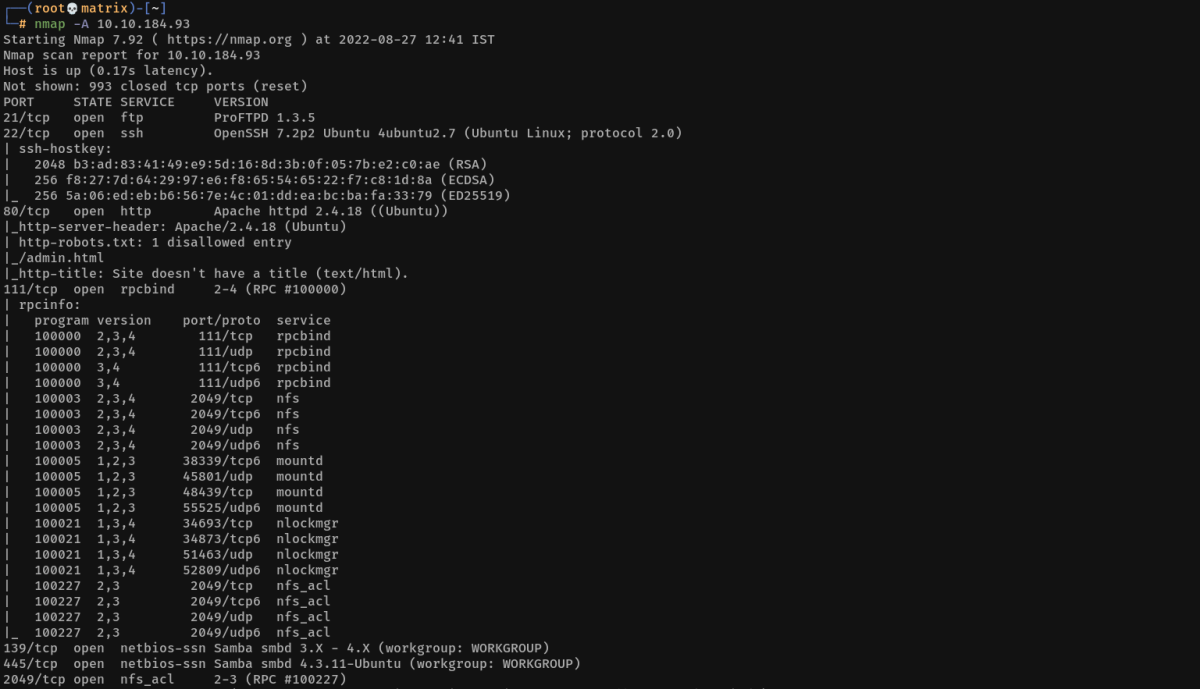 ┌──(root💀matrix)-[~]
└─# nmap -A 10.10.184.93
Starting Nmap 7.92 ( https://nmap.org ) at 2022-08-27 12:41 IST
Nmap scan report for 10.10.184.93
Host is up (0.17s latency).
Not shown: 993 closed tcp ports (reset)
PORT     STATE SERVICE     VERSION
21/tcp   open  ftp         ProFTPD 1.3.5
22/tcp   open  ssh         OpenSSH 7.2p2 Ubuntu 4ubuntu2.7 (Ubuntu Linux; protocol 2.0)
| ssh-hostkey:
|   2048 b3:ad:83:41:49:e9:5d:16:8d:3b:0f:05:7b:e2:c0:ae (RSA)
|   256 f8:27:7d:64:29:97:e6:f8:65:54:65:22:f7:c8:1d:8a (ECDSA)
|_  256 5a:06:ed:eb:b6:56:7e:4c:01:dd:ea:bc:ba:fa:33:79 (ED25519)
80/tcp   open  http        Apache httpd 2.4.18 ((Ubuntu))
|_http-server-header: Apache/2.4.18 (Ubuntu)
| http-robots.txt: 1 disallowed entry
|_/admin.html
|_http-title: Site doesn't have a title (text/html).
111/tcp  open  rpcbind     2-4 (RPC #100000)
| rpcinfo:
|   program version    port/proto  service
|   100000  2,3,4        111/tcp   rpcbind
|   100000  2,3,4        111/udp   rpcbind
|   100000  3,4          111/tcp6  rpcbind
|   100000  3,4          111/udp6  rpcbind
|   100003  2,3,4       2049/tcp   nfs
|   100003  2,3,4       2049/tcp6  nfs
|   100003  2,3,4       2049/udp   nfs
|   100003  2,3,4       2049/udp6  nfs
|   100005  1,2,3      38339/tcp6  mountd
|   100005  1,2,3      45801/udp   mountd
|   100005  1,2,3      48439/tcp   mountd
|   100005  1,2,3      55525/udp6  mountd
|   100021  1,3,4      34693/tcp   nlockmgr
|   100021  1,3,4      34873/tcp6  nlockmgr
|   100021  1,3,4      51463/udp   nlockmgr
|   100021  1,3,4      52809/udp6  nlockmgr
|   100227  2,3         2049/tcp   nfs_acl
|   100227  2,3         2049/tcp6  nfs_acl
|   100227  2,3         2049/udp   nfs_acl
|_  100227  2,3         2049/udp6  nfs_acl
139/tcp  open  netbios-ssn Samba smbd 3.X - 4.X (workgroup: WORKGROUP)
445/tcp  open  netbios-ssn Samba smbd 4.3.11-Ubuntu (workgroup: WORKGROUP)
2049/tcp open  nfs_acl     2-3 (RPC #100227)